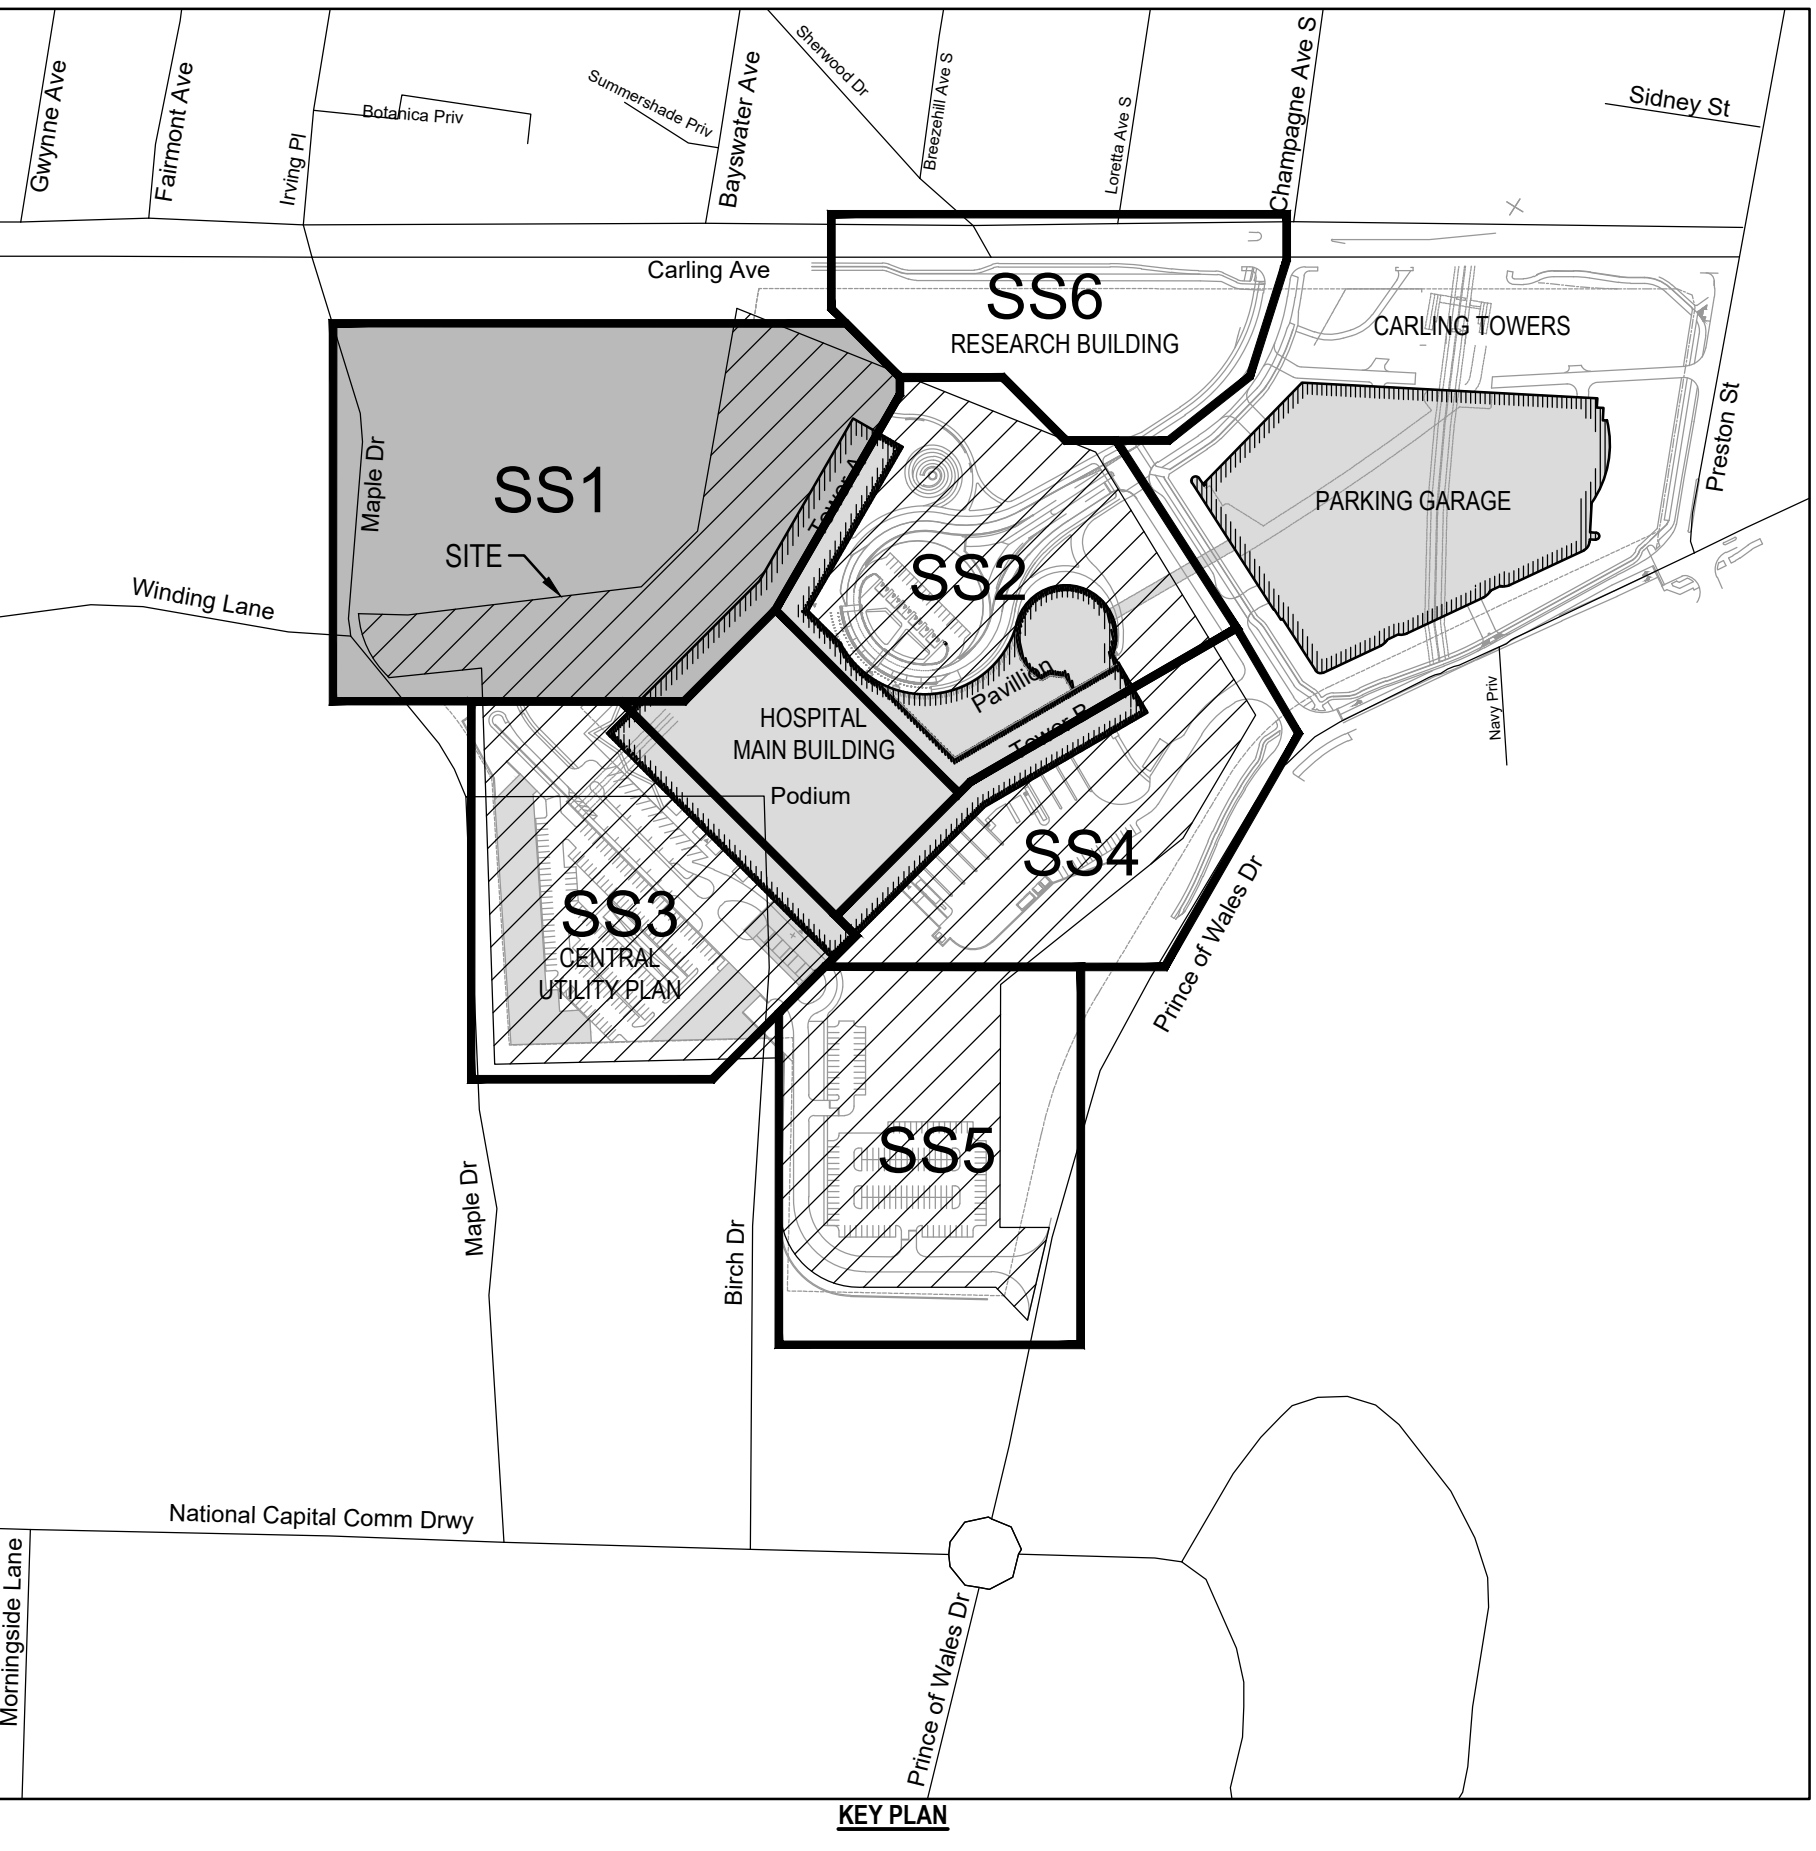 Gwynne Ave
Fairmont Ave
Irving Pl
Botanica Priv
Summershade Priv
Bayswater Ave
Sherwood Dr
Breezehill Ave S
Loretta Ave S
Champagne Ave S
Sidney St
Carling Ave
SS6
RESEARCH BUILDING
CARLING TOWERS
Preston St
Maple Dr
SS1
SITE
Tower A
PARKING GARAGE
Winding Lane
SS2
Pavillion
Tower B
Navy Priv
HOSPITAL
MAIN BUILDING
Podium
SS4
SS3
CENTRAL
UTILITY PLAN
Prince of Wales Dr
SS5
Maple Dr
Birch Dr
National Capital Comm Drwy
Morningside Lane
Prince of Wales Dr
KEY PLAN